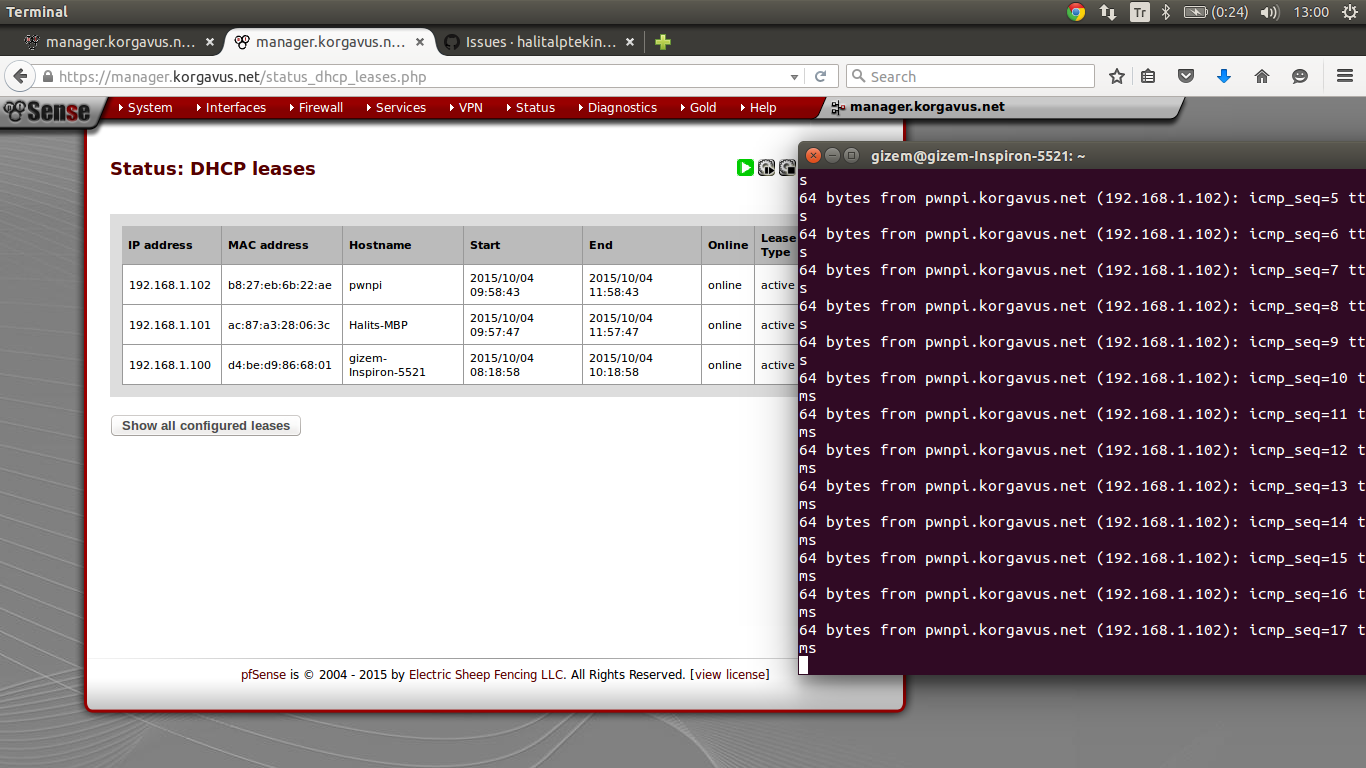 Terminal
Tr
(0:24)
13:00
manager.korgavus.n...
manager.korgavus.n...
Issues · halitalptekin...
https://manager.korgavus.net/status_dhcp_leases.php
Search
Sense
System
Interfaces
Firewall
Services
VPN
Status
Diagnostics
Gold
Help
manager.korgavus.net
Status: DHCP leases
IP address MAC address Hostname Start End Online Lease Type
192.168.1.102 b8:27:eb:6b:22:ae pwnpi 2015/10/04 09:58:43 2015/10/04 11:58:43 online active
192.168.1.101 ac:87:a3:28:06:3c Halits-MBP 2015/10/04 09:57:47 2015/10/04 11:57:47 online active
192.168.1.100 d4:be:d9:86:68:01 gizem-Inspiron-5521 2015/10/04 08:18:58 2015/10/04 10:18:58 online active
Show all configured leases
pfSense is © 2004 - 2015 by Electric Sheep Fencing LLC. All Rights Reserved. [view license]
gizem@gizem-Inspiron-5521: ~
s
64 bytes from pwnpi.korgavus.net (192.168.1.102): icmp_seq=5 tt
s
64 bytes from pwnpi.korgavus.net (192.168.1.102): icmp_seq=6 tt
s
64 bytes from pwnpi.korgavus.net (192.168.1.102): icmp_seq=7 tt
s
64 bytes from pwnpi.korgavus.net (192.168.1.102): icmp_seq=8 tt
s
64 bytes from pwnpi.korgavus.net (192.168.1.102): icmp_seq=9 tt
s
64 bytes from pwnpi.korgavus.net (192.168.1.102): icmp_seq=10 t
ms
64 bytes from pwnpi.korgavus.net (192.168.1.102): icmp_seq=11 t
ms
64 bytes from pwnpi.korgavus.net (192.168.1.102): icmp_seq=12 t
ms
64 bytes from pwnpi.korgavus.net (192.168.1.102): icmp_seq=13 t
ms
64 bytes from pwnpi.korgavus.net (192.168.1.102): icmp_seq=14 t
ms
64 bytes from pwnpi.korgavus.net (192.168.1.102): icmp_seq=15 t
ms
64 bytes from pwnpi.korgavus.net (192.168.1.102): icmp_seq=16 t
ms
64 bytes from pwnpi.korgavus.net (192.168.1.102): icmp_seq=17 t
ms